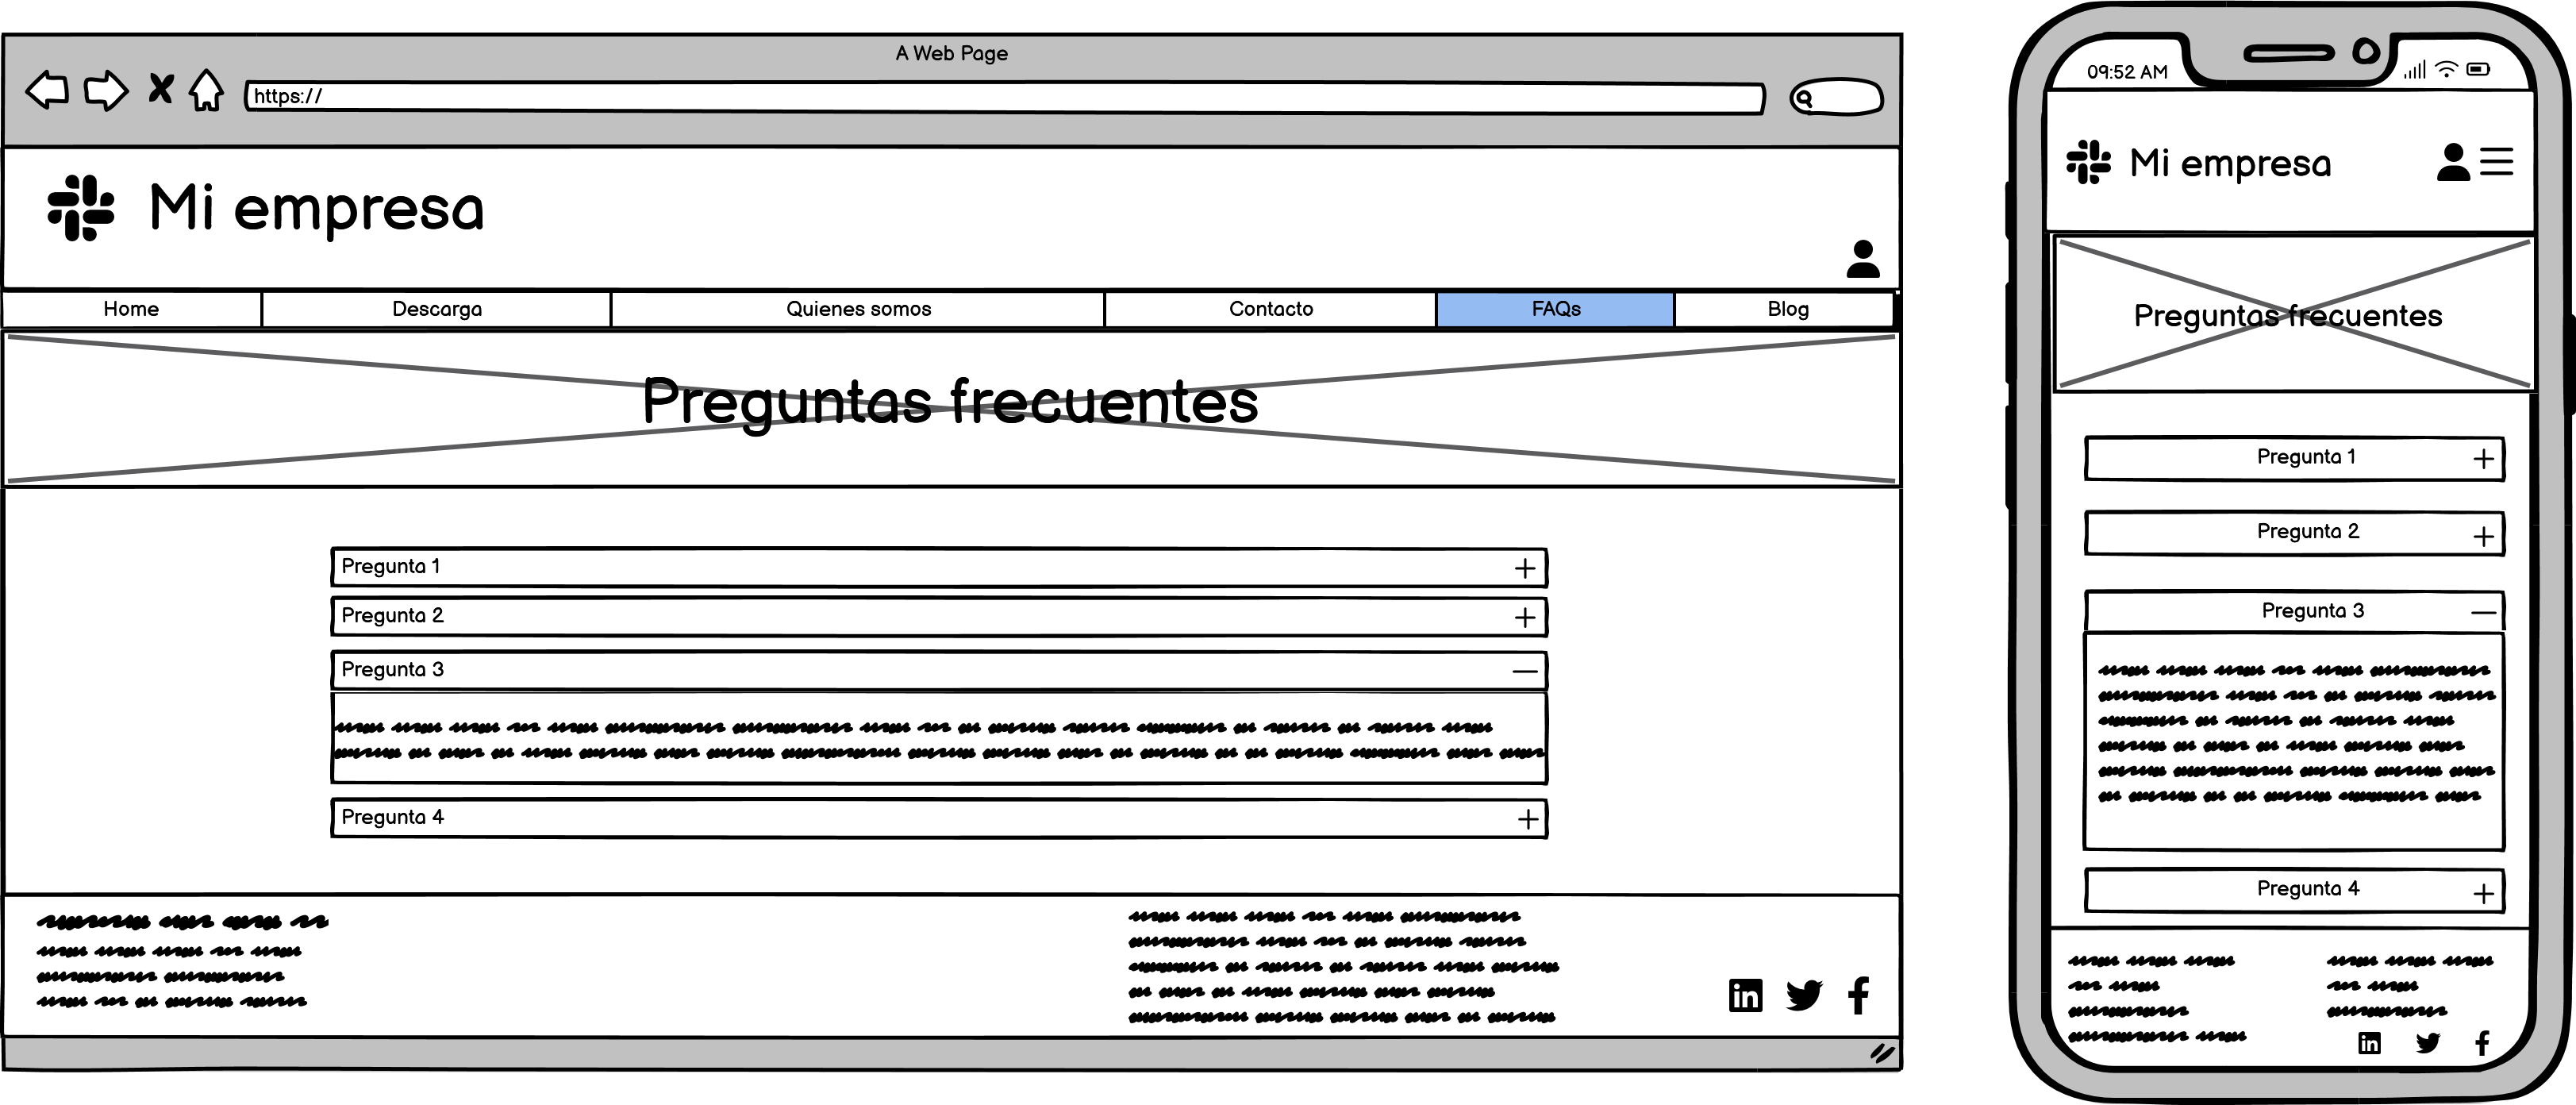 A Web Page
https://
Mi empresa
Home
Descarga
Quienes somos
Contacto
FAQs
Blog
Preguntas frecuentes
Pregunta 1
Pregunta 2
Pregunta 3
Pregunta 4
09:52 AM
Mi empresa
Preguntas frecuentes
Pregunta 1
Pregunta 2
Pregunta 3
Pregunta 4